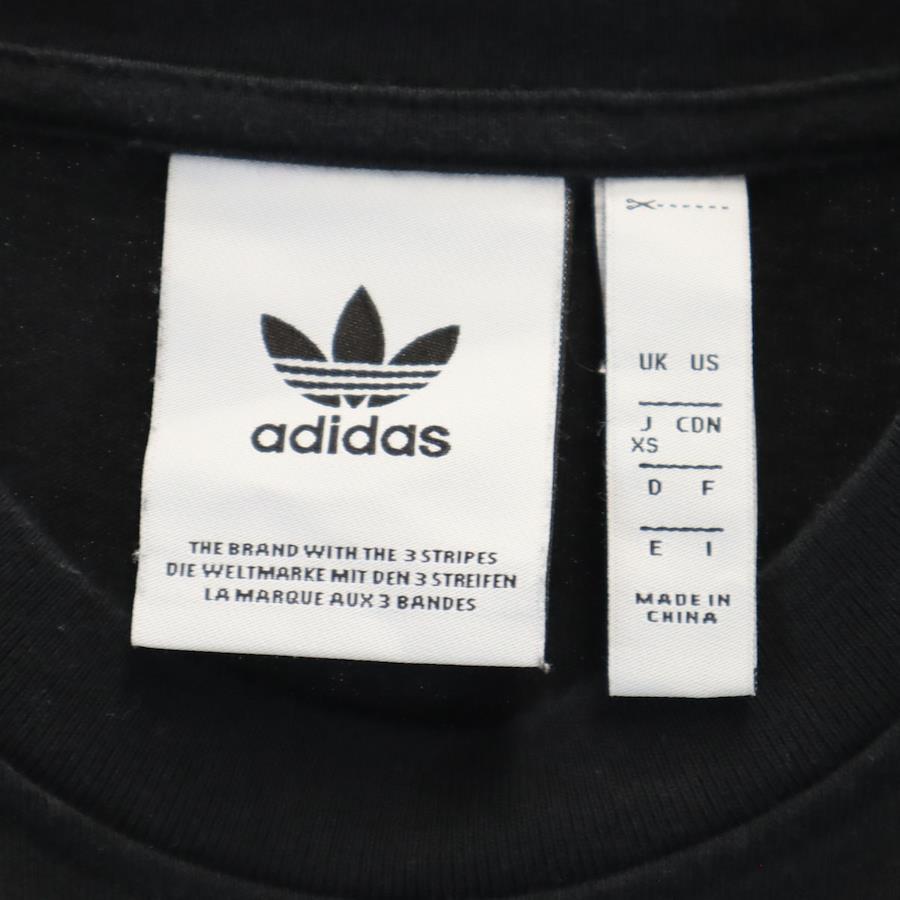 adidas
THE BRAND WITH THE 3 STRIPES
DIE WELTMARKE MIT DEN 3 STREIFEN
LA MARQUE AUX 3 BANDES
UK US
J CDN
XS
D F
E I
MADE IN
CHINA